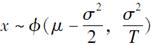 x ~ ϕ(μ − σ²/2, σ²/T)